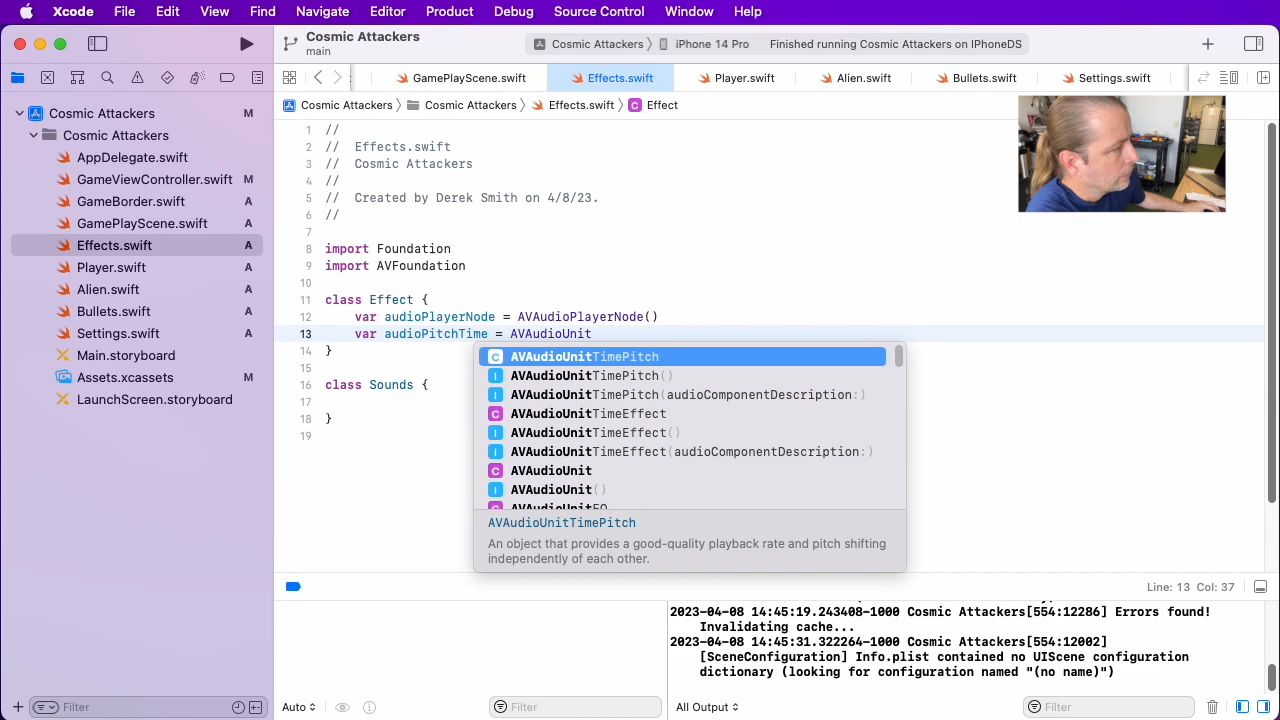 Xcode File Edit View Find Navigate Editor Product Debug Source Control Window Help
Cosmic Attackers
main
Cosmic Attackers iPhone 14 Pro Finished running Cosmic Attackers on IPhoneDS
GamePlayScene.swift Effects.swift Player.swift Alien.swift Bullets.swift Settings.swift
Cosmic Attackers Cosmic Attackers Effects.swift C Effect
Cosmic Attackers M
Cosmic Attackers
AppDelegate.swift
GameViewController.swift M
GameBorder.swift A
GamePlayScene.swift A
Effects.swift A
Player.swift A
Alien.swift A
Bullets.swift A
Settings.swift A
Main.storyboard
Assets.xcassets M
LaunchScreen.storyboard
Filter
1 //
2 // Effects.swift
3 // Cosmic Attackers
4 //
5 // Created by Derek Smith on 4/8/23.
6 //
7
8 import Foundation
9 import AVFoundation
10
11 class Effect {
12 var audioPlayerNode = AVAudioPlayerNode()
13 var audioPitchTime = AVAudioUnit
14 }
15
16 class Sounds {
17
18 }
19
C AVAudioUnitTimePitch
I AVAudioUnitTimePitch()
I AVAudioUnitTimePitch(audioComponentDescription:)
C AVAudioUnitTimeEffect
I AVAudioUnitTimeEffect()
I AVAudioUnitTimeEffect(audioComponentDescription:)
C AVAudioUnit
I AVAudioUnit()
C AVAudioUnitEQ
AVAudioUnitTimePitch
An object that provides a good-quality playback rate and pitch shifting
independently of each other.
Line: 13 Col: 37
2023-04-08 14:45:19.243408-1000 Cosmic Attackers[554:12286] Errors found!
Invalidating cache...
2023-04-08 14:45:31.322264-1000 Cosmic Attackers[554:12002]
[SceneConfiguration] Info.plist contained no UIScene configuration
dictionary (looking for configuration named "(no name)")
Auto Filter All Output Filter